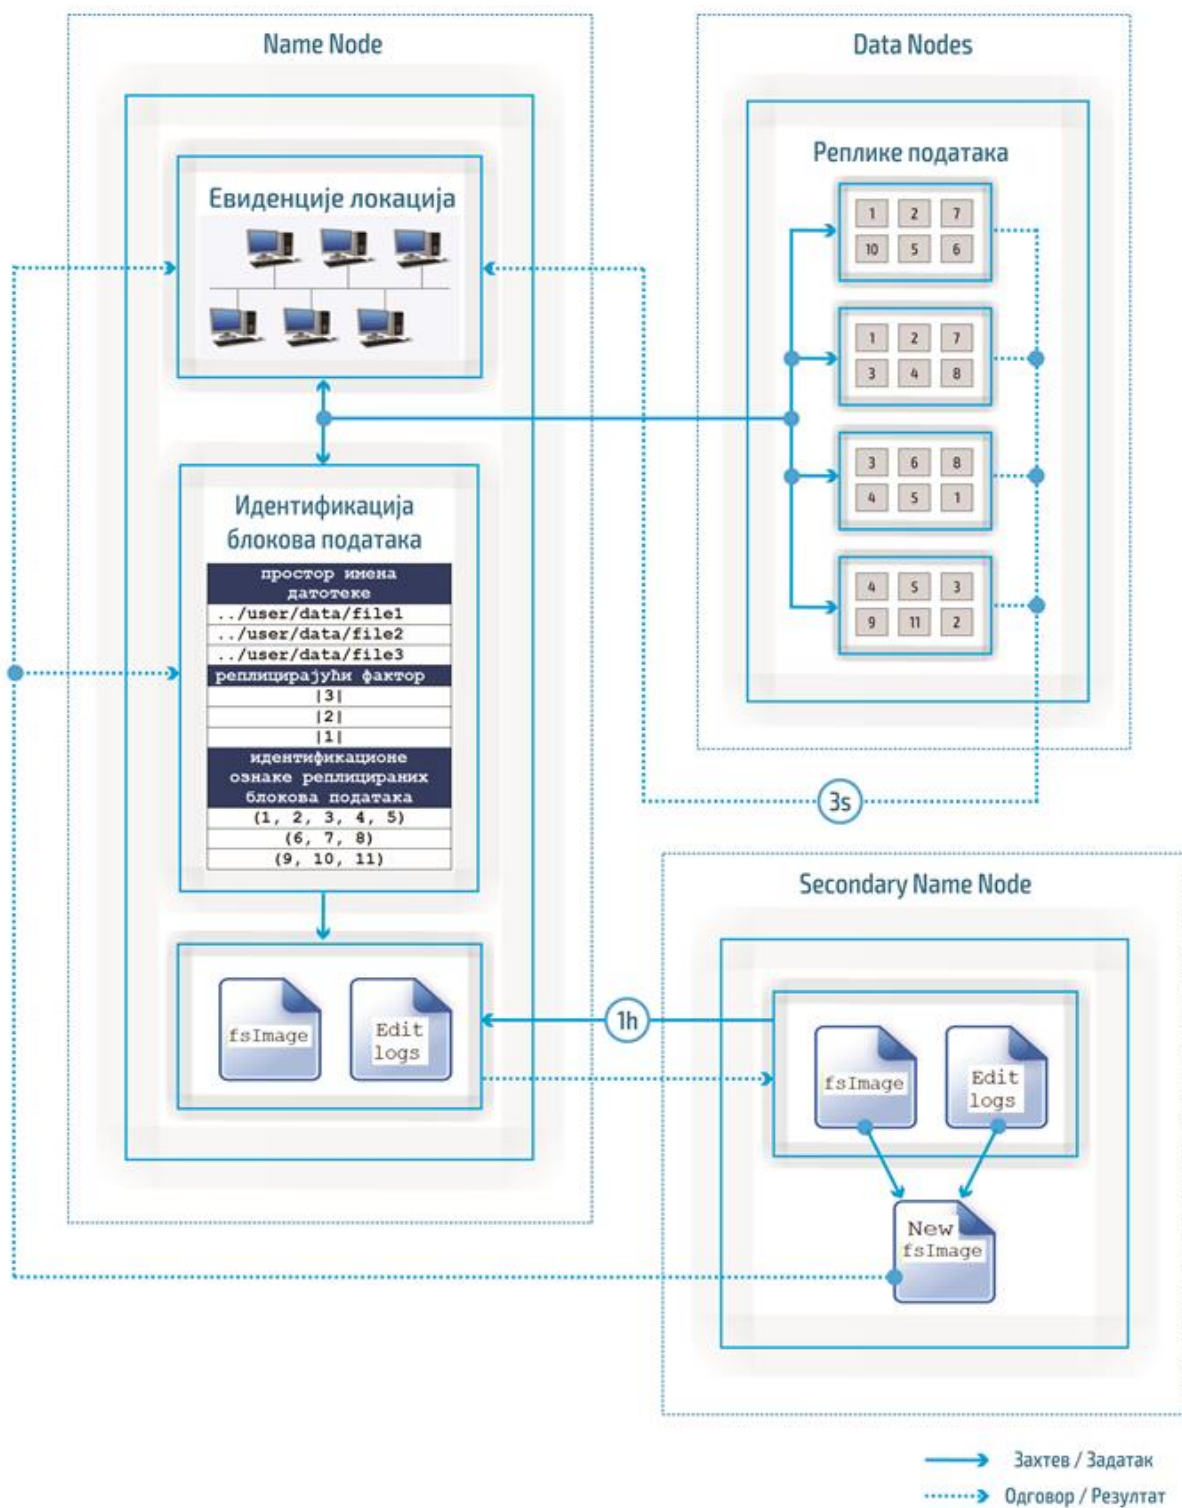 Name Node
Евиденције локација
Идентификација
блокова података
простор имена
датотеке
../user/data/file1
../user/data/file2
../user/data/file3
реплицирајући фактор
|3|
|2|
|1|
идентификационе
ознаке реплицираних
блокова података
(1, 2, 3, 4, 5)
(6, 7, 8)
(9, 10, 11)
fsImage
Edit
logs
Data Nodes
Реплике података
1 2 7
10 5 6
1 2 7
3 4 8
3 6 8
4 5 1
4 5 3
9 11 2
3s
1h
Secondary Name Node
fsImage
Edit
logs
New
fsImage
Захтев / Задатак
Одговор / Резултат